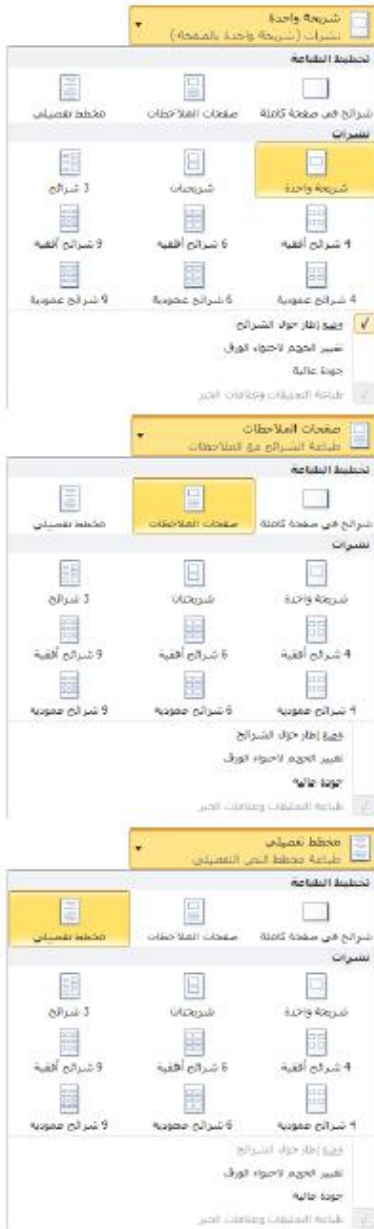 شريحة واحدة
نشرات (شريحة واحدة بالصفحة)
تخطيط الطباعة
شرائح في صفحة كاملة صفحات الملاحظات مخطط تفصيلي
نشرات
شريحة واحدة شريحتان 3 شرائح
4 شرائح أفقية 6 شرائح أفقية 9 شرائح أفقية
4 شرائح عمودية 6 شرائح عمودية 9 شرائح عمودية
وضع إطار حول الشرائح
تغيير الحجم لاحتواء الورق
جودة عالية
طباعة التعليقات وعلامات الحبر
صفحات الملاحظات
طباعة الشرائح مع الملاحظات
تخطيط الطباعة
شرائح في صفحة كاملة صفحات الملاحظات مخطط تفصيلي
نشرات
شريحة واحدة شريحتان 3 شرائح
4 شرائح أفقية 6 شرائح أفقية 9 شرائح أفقية
4 شرائح عمودية 6 شرائح عمودية 9 شرائح عمودية
وضع إطار حول الشرائح
تغيير الحجم لاحتواء الورق
جودة عالية
طباعة التعليقات وعلامات الحبر
مخطط تفصيلي
طباعة مخطط النص التفصيلي
تخطيط الطباعة
شرائح في صفحة كاملة صفحات الملاحظات مخطط تفصيلي
نشرات
شريحة واحدة شريحتان 3 شرائح
4 شرائح أفقية 6 شرائح أفقية 9 شرائح أفقية
4 شرائح عمودية 6 شرائح عمودية 9 شرائح عمودية
وضع إطار حول الشرائح
تغيير الحجم لاحتواء الورق
جودة عالية
طباعة التعليقات وعلامات الحبر